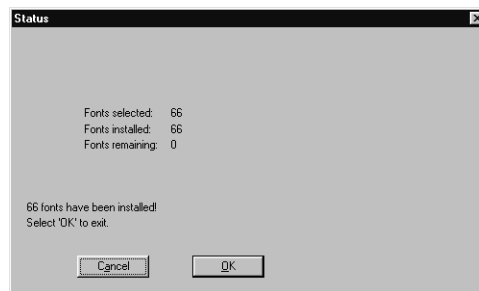 Status
Fonts selected: 66
Fonts installed: 66
Fonts remaining: 0
66 fonts have been installed!
Select 'OK' to exit.
Cancel OK